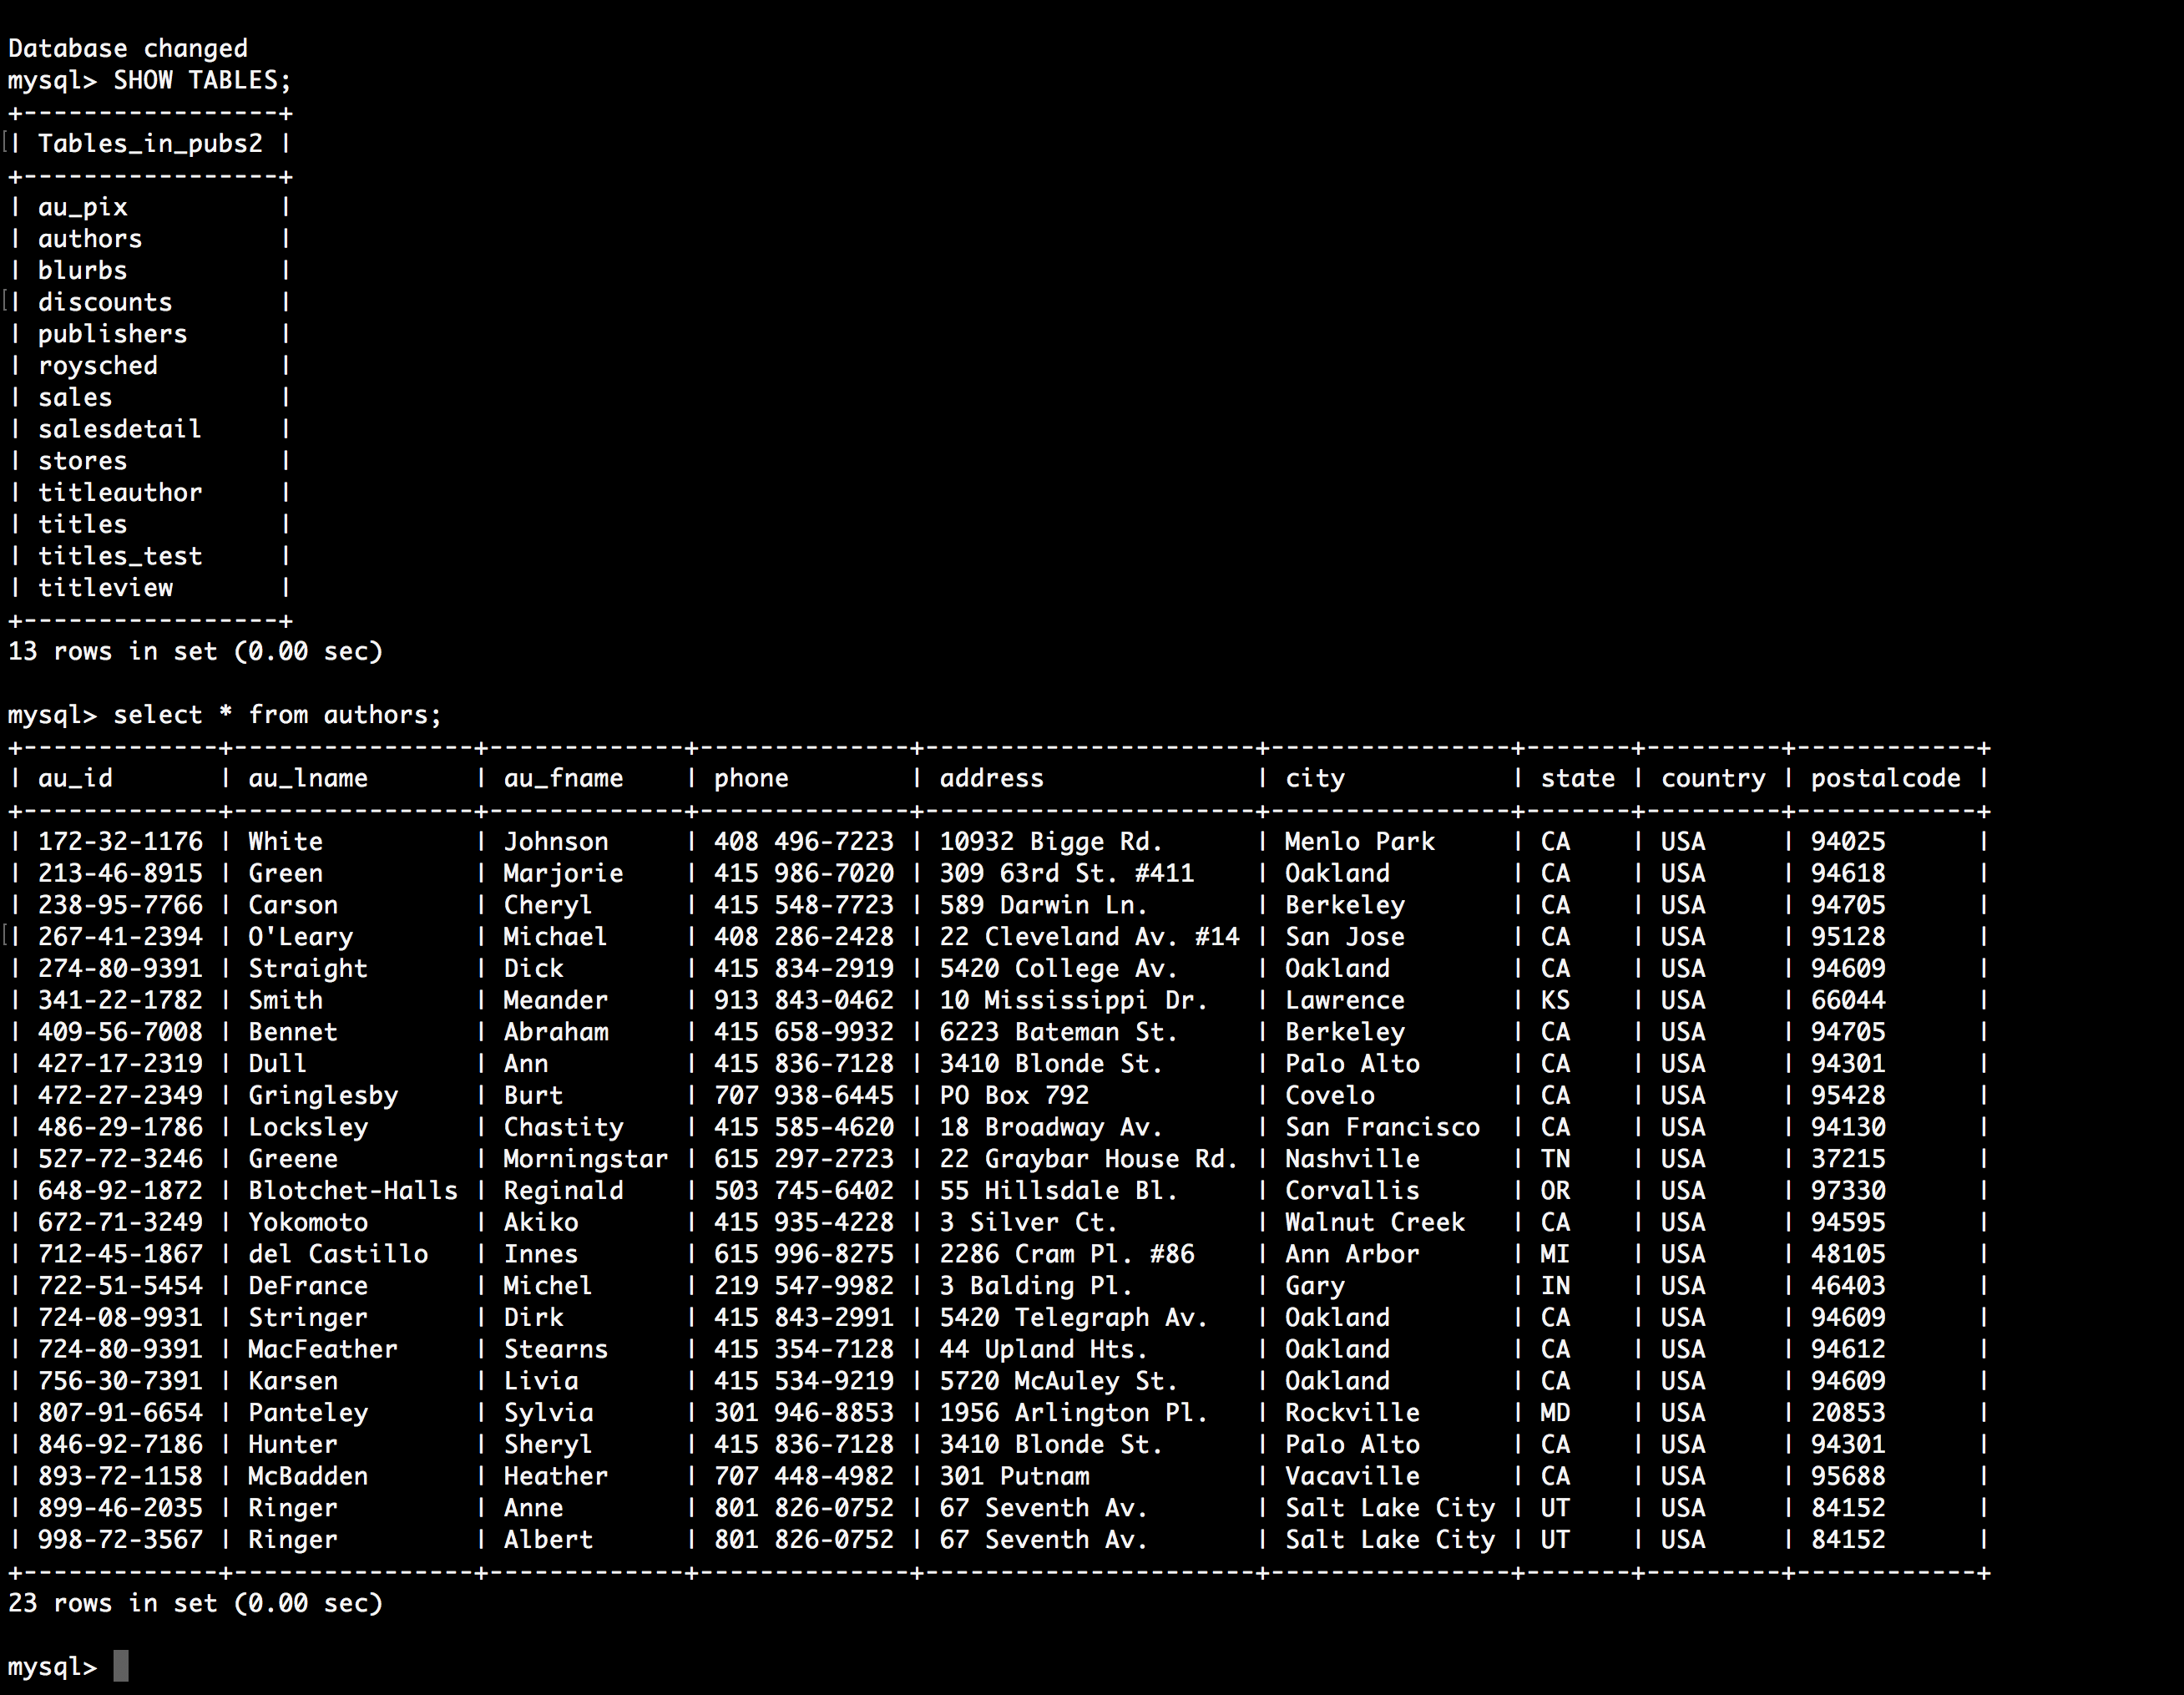 Database changed
mysql> SHOW TABLES;
+-----------------+
| Tables_in_pubs2 |
+-----------------+
| au_pix          |
| authors         |
| blurbs          |
| discounts       |
| publishers      |
| roysched        |
| sales           |
| salesdetail     |
| stores          |
| titleauthor     |
| titles          |
| titles_test     |
| titleview       |
+-----------------+
13 rows in set (0.00 sec)

mysql> select * from authors;
+-------------+----------------+-------------+--------------+----------------------+----------------+-------+---------+------------+
| au_id       | au_lname       | au_fname    | phone        | address              | city           | state | country | postalcode |
+-------------+----------------+-------------+--------------+----------------------+----------------+-------+---------+------------+
| 172-32-1176 | White          | Johnson     | 408 496-7223 | 10932 Bigge Rd.      | Menlo Park     | CA    | USA     | 94025      |
| 213-46-8915 | Green          | Marjorie    | 415 986-7020 | 309 63rd St. #411    | Oakland        | CA    | USA     | 94618      |
| 238-95-7766 | Carson         | Cheryl      | 415 548-7723 | 589 Darwin Ln.       | Berkeley       | CA    | USA     | 94705      |
| 267-41-2394 | O'Leary        | Michael     | 408 286-2428 | 22 Cleveland Av. #14 | San Jose       | CA    | USA     | 95128      |
| 274-80-9391 | Straight       | Dick        | 415 834-2919 | 5420 College Av.     | Oakland        | CA    | USA     | 94609      |
| 341-22-1782 | Smith          | Meander     | 913 843-0462 | 10 Mississippi Dr.   | Lawrence       | KS    | USA     | 66044      |
| 409-56-7008 | Bennet         | Abraham     | 415 658-9932 | 6223 Bateman St.     | Berkeley       | CA    | USA     | 94705      |
| 427-17-2319 | Dull           | Ann         | 415 836-7128 | 3410 Blonde St.      | Palo Alto      | CA    | USA     | 94301      |
| 472-27-2349 | Gringlesby     | Burt        | 707 938-6445 | PO Box 792           | Covelo         | CA    | USA     | 95428      |
| 486-29-1786 | Locksley       | Chastity    | 415 585-4620 | 18 Broadway Av.      | San Francisco  | CA    | USA     | 94130      |
| 527-72-3246 | Greene         | Morningstar | 615 297-2723 | 22 Graybar House Rd. | Nashville      | TN    | USA     | 37215      |
| 648-92-1872 | Blotchet-Halls | Reginald    | 503 745-6402 | 55 Hillsdale Bl.     | Corvallis      | OR    | USA     | 97330      |
| 672-71-3249 | Yokomoto       | Akiko       | 415 935-4228 | 3 Silver Ct.         | Walnut Creek   | CA    | USA     | 94595      |
| 712-45-1867 | del Castillo   | Innes       | 615 996-8275 | 2286 Cram Pl. #86    | Ann Arbor      | MI    | USA     | 48105      |
| 722-51-5454 | DeFrance       | Michel      | 219 547-9982 | 3 Balding Pl.        | Gary           | IN    | USA     | 46403      |
| 724-08-9931 | Stringer       | Dirk        | 415 843-2991 | 5420 Telegraph Av.   | Oakland        | CA    | USA     | 94609      |
| 724-80-9391 | MacFeather     | Stearns     | 415 354-7128 | 44 Upland Hts.       | Oakland        | CA    | USA     | 94612      |
| 756-30-7391 | Karsen         | Livia       | 415 534-9219 | 5720 McAuley St.     | Oakland        | CA    | USA     | 94609      |
| 807-91-6654 | Panteley       | Sylvia      | 301 946-8853 | 1956 Arlington Pl.   | Rockville      | MD    | USA     | 20853      |
| 846-92-7186 | Hunter         | Sheryl      | 415 836-7128 | 3410 Blonde St.      | Palo Alto      | CA    | USA     | 94301      |
| 893-72-1158 | McBadden       | Heather     | 707 448-4982 | 301 Putnam           | Vacaville      | CA    | USA     | 95688      |
| 899-46-2035 | Ringer         | Anne        | 801 826-0752 | 67 Seventh Av.       | Salt Lake City | UT    | USA     | 84152      |
| 998-72-3567 | Ringer         | Albert      | 801 826-0752 | 67 Seventh Av.       | Salt Lake City | UT    | USA     | 84152      |
+-------------+----------------+-------------+--------------+----------------------+----------------+-------+---------+------------+
23 rows in set (0.00 sec)

mysql>